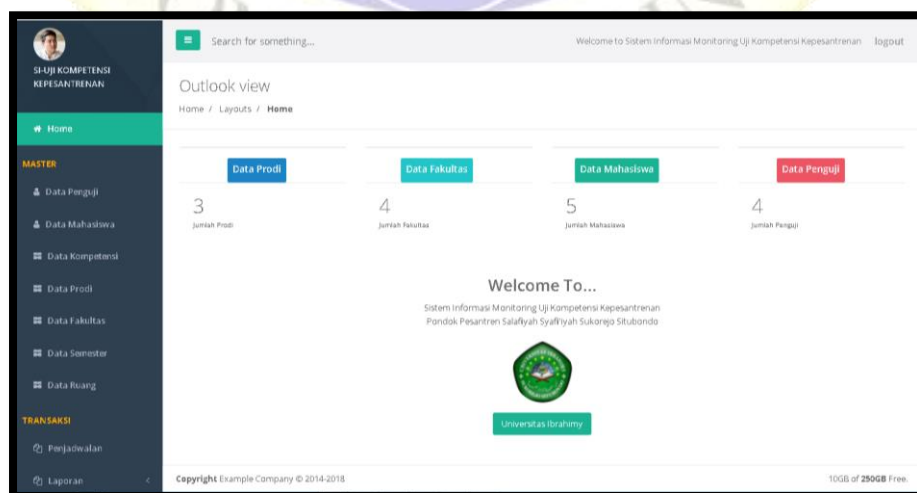 SI-UJI KOMPETENSI
KEPESANTRENAN
Home
MASTER
Data Penguji
Data Mahasiswa
Data Kompetensi
Data Prodi
Data Fakultas
Data Semester
Data Ruang
TRANSAKSI
Penjadwalan
Laporan
Search for something...
Welcome to Sistem Informasi Monitoring Uji Kompetensi Kepesantrenan
logout
Outlook view
Home / Layouts / Home
Data Prodi
3
Jumlah Prodi
Data Fakultas
4
Jumlah Fakultas
Data Mahasiswa
5
Jumlah Mahasiswa
Data Penguji
4
Jumlah Penguji
Welcome To...
Sistem Informasi Monitoring Uji Kompetensi Kepesantrenan
Pondok Pesantren Salafiyah Syafi'iyah Sukorejo Situbondo
Universitas Ibrahimy
Copyright Example Company © 2014-2018
10GB of 250GB Free.